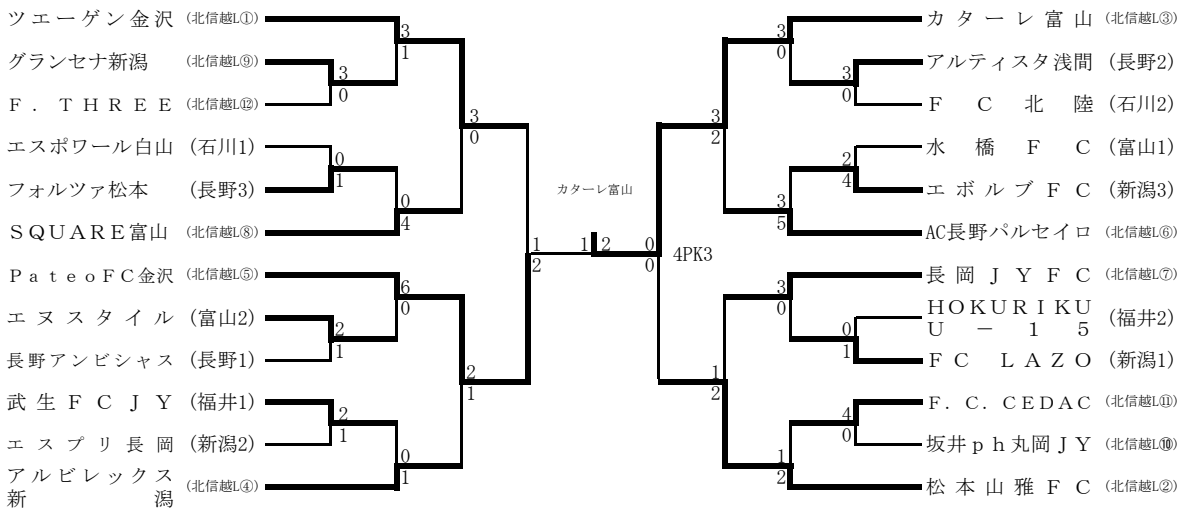 ツエーゲン金沢 (北信越L①)
グランセナ新潟 (北信越L⑨)
Ｆ．ＴＨＲＥＥ (北信越L⑫)
エスポワール白山 (石川1)
フォルツァ松本 (長野3)
ＳＱＵＡＲＥ富山 (北信越L⑧)
ＰａｔｅｏＦＣ金沢 (北信越L⑤)
エヌスタイル (富山2)
長野アンビシャス (長野1)
武生ＦＣＪＹ (福井1)
エスプリ長岡 (新潟2)
アルビレックス
新潟 (北信越L④)
3
1
3
0
0
1
0
4
3
0
6
0
2
1
2
1
0
1
2
1
1
2
カターレ富山
1 2
0
0
4PK3
3
0
3
0
3
2
2
4
3
5
3
0
0
1
1
2
4
0
1
2
カターレ富山 (北信越L③)
アルティスタ浅間 (長野2)
ＦＣ北陸 (石川2)
水橋ＦＣ (富山1)
エボルブＦＣ (新潟3)
AC長野パルセイロ (北信越L⑥)
長岡ＪＹＦＣ (北信越L⑦)
ＨＯＫＵＲＩＫＵ
Ｕ－１５ (福井2)
ＦＣ ＬＡＺＯ (新潟1)
Ｆ．Ｃ．ＣＥＤＡＣ (北信越L⑪)
坂井ｐｈ丸岡ＪＹ (北信越L⑩)
松本山雅ＦＣ (北信越L②)